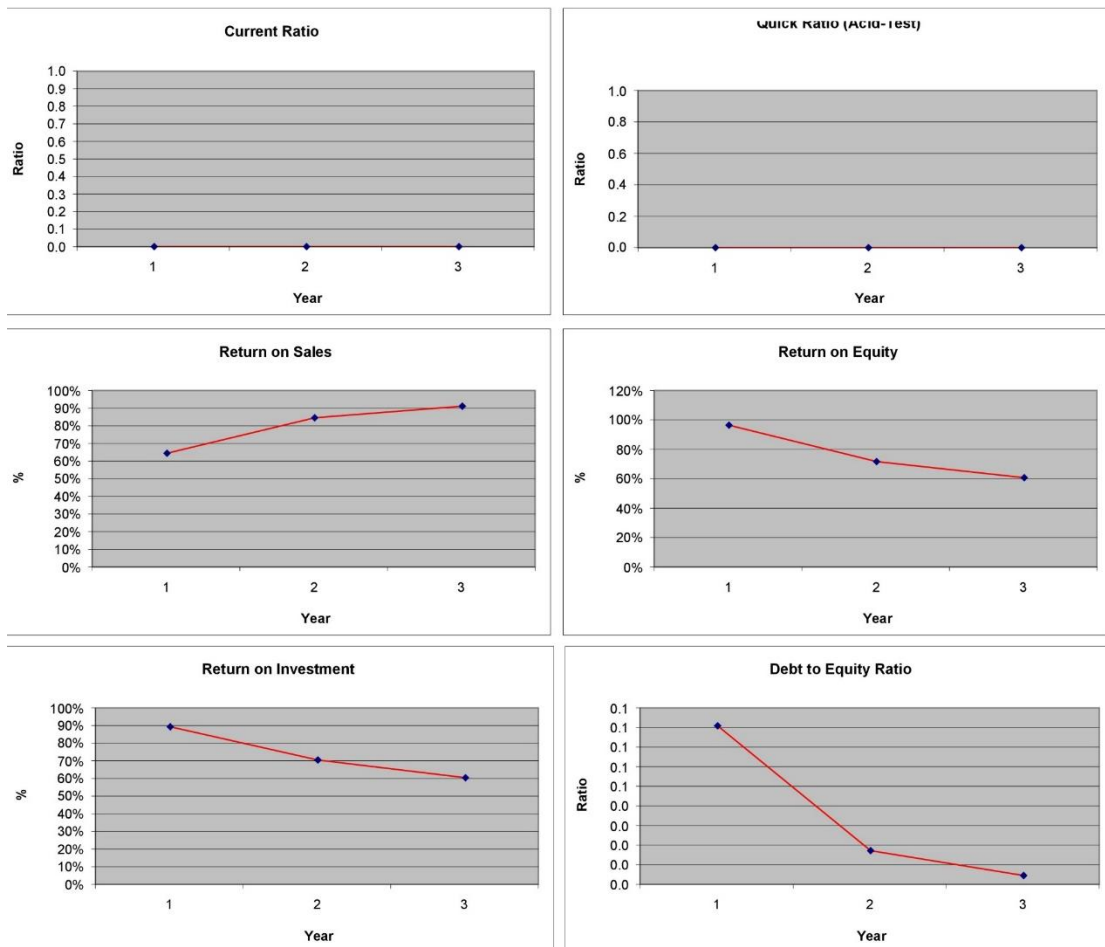 Current Ratio
1.0
0.9
0.8
0.7
0.6
0.5
0.4
0.3
0.2
0.1
0.0
Ratio
1 2 3
Year
Quick Ratio (Acid-Test)
1.0
0.8
0.6
0.4
0.2
0.0
Ratio
1 2 3
Year
Return on Sales
100%
90%
80%
70%
60%
50%
40%
30%
20%
10%
0%
%
1 2 3
Year
Return on Equity
120%
100%
80%
60%
40%
20%
0%
%
1 2 3
Year
Return on Investment
100%
90%
80%
70%
60%
50%
40%
30%
20%
10%
0%
%
1 2 3
Year
Debt to Equity Ratio
0.1
0.1
0.1
0.1
0.1
0.0
0.0
0.0
0.0
0.0
Ratio
1 2 3
Year